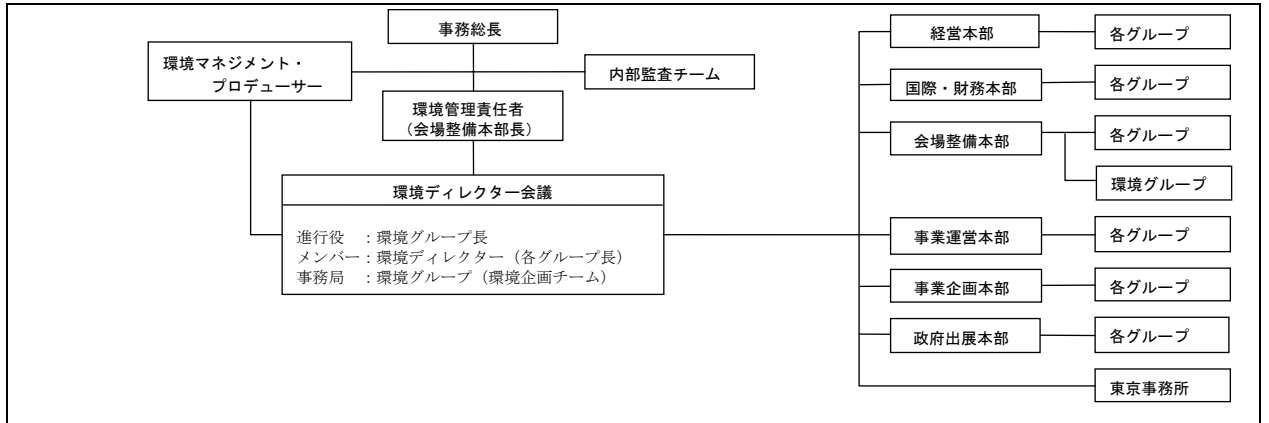 事務総長
環境マネジメント・
プロデューサー
内部監査チーム
環境管理責任者
(会場整備本部長)
環境ディレクター会議
進行役 :環境グループ長
メンバー:環境ディレクター(各グループ長)
事務局 :環境グループ(環境企画チーム)
経営本部
各グループ
国際・財務本部
各グループ
会場整備本部
各グループ
環境グループ
事業運営本部
各グループ
事業企画本部
各グループ
政府出展本部
各グループ
東京事務所